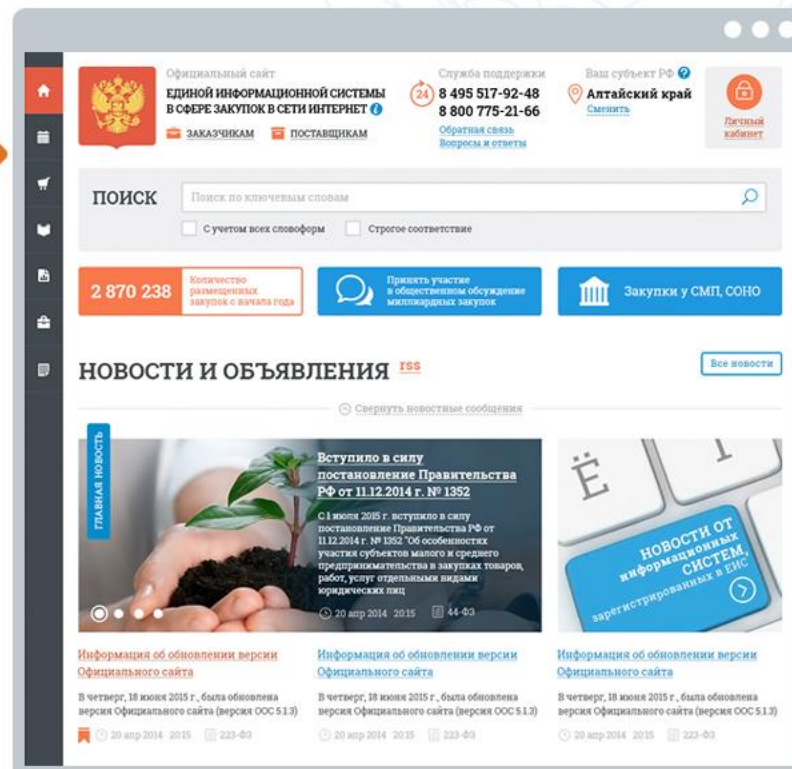 Официальный сайт
ЕДИНОЙ ИНФОРМАЦИОННОЙ СИСТЕМЫ
В СФЕРЕ ЗАКУПОК В СЕТИ ИНТЕРНЕТ i
ЗАКАЗЧИКАМ ПОСТАВЩИКАМ
Служба поддержки
24 8 495 517-92-48
8 800 775-21-66
Обратная связь
Вопросы и ответы
Ваш субъект РФ ?
Алтайский край
Сменить
Личный
кабинет
ПОИСК
Поиск по ключевым словам
С учетом всех словоформ Строгое соответствие
2 870 238
Количество
размещенных
закупок с начала года
Принять участие
в общественном обсуждение
миллиардных закупок
Закупки у СМП, СОНО
НОВОСТИ И ОБЪЯВЛЕНИЯ rss
Все новости
Свернуть новостные сообщения
ГЛАВНАЯ НОВОСТЬ
Вступило в силу
постановление Правительства
РФ от 11.12.2014 г. № 1352
С 1 июля 2015 г. вступило в силу
постановление Правительства РФ от
11.12.2014 г. № 1352 "Об особенностях
участия субъектов малого и среднего
предпринимательства в закупках товаров,
работ, услуг отдельными видами
юридических лиц
20 апр 2014 20:15 44-ФЗ
Ё
НОВОСТИ ОТ
информационных
СИСТЕМ,
зарегистрированных в ЕИС
Информация об обновлении версии
Официального сайта
В четверг, 18 июня 2015 г., была обновлена
версия Официального сайта (версия ООС 5.1.3)
20 апр 2014 20:15 223-ФЗ
Информация об обновлении версии
Официального сайта
В четверг, 18 июня 2015 г., была обновлена
версия Официального сайта (версия ООС 5.1.3)
20 апр 2014 20:15 223-ФЗ
Информация об обновлении версии
Официального сайта
В четверг, 18 июня 2015 г., была обновлена
версия Официального сайта (версия ООС 5.1.3)
20 апр 2014 20:15 223-ФЗ